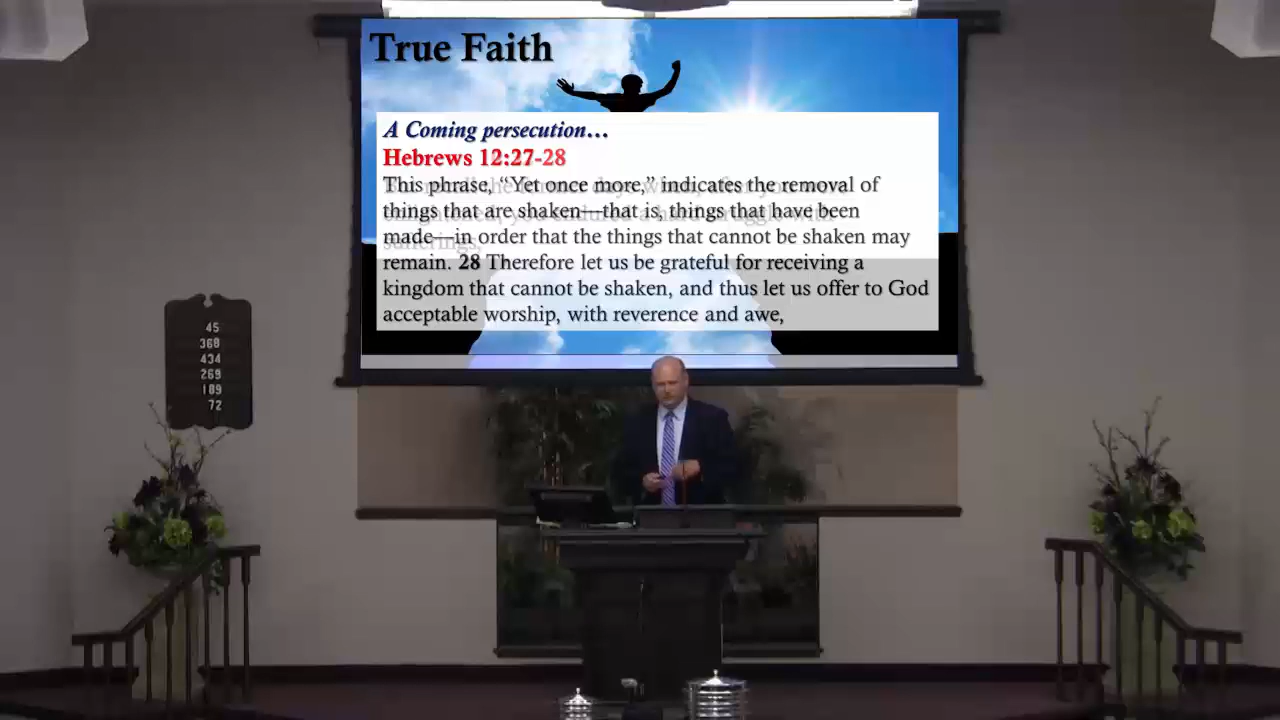 True Faith
A Coming persecution…
Hebrews 12:27-28
This phrase, “Yet once more,” indicates the removal of
things that are shaken—that is, things that have been
made—in order that the things that cannot be shaken may
remain. 28 Therefore let us be grateful for receiving a
kingdom that cannot be shaken, and thus let us offer to God
acceptable worship, with reverence and awe,
sufferings,
45
368
434
269
189
72